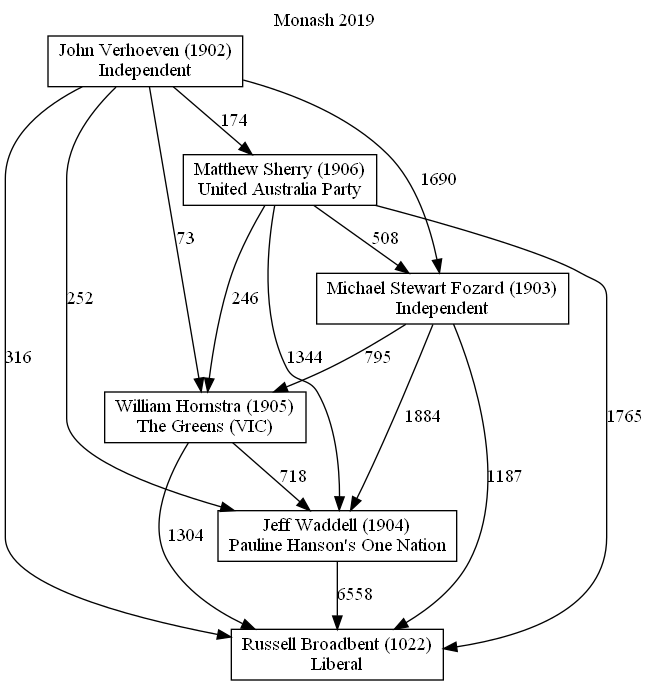 Monash 2019
John Verhoeven (1902)
Independent
174
Matthew Sherry (1906)
United Australia Party
1690
73
508
252
246
Michael Stewart Fozard (1903)
Independent
316
1344
795
1765
William Hornstra (1905)
The Greens (VIC)
1884
718
1187
1304
Jeff Waddell (1904)
Pauline Hanson's One Nation
6558
Russell Broadbent (1022)
Liberal